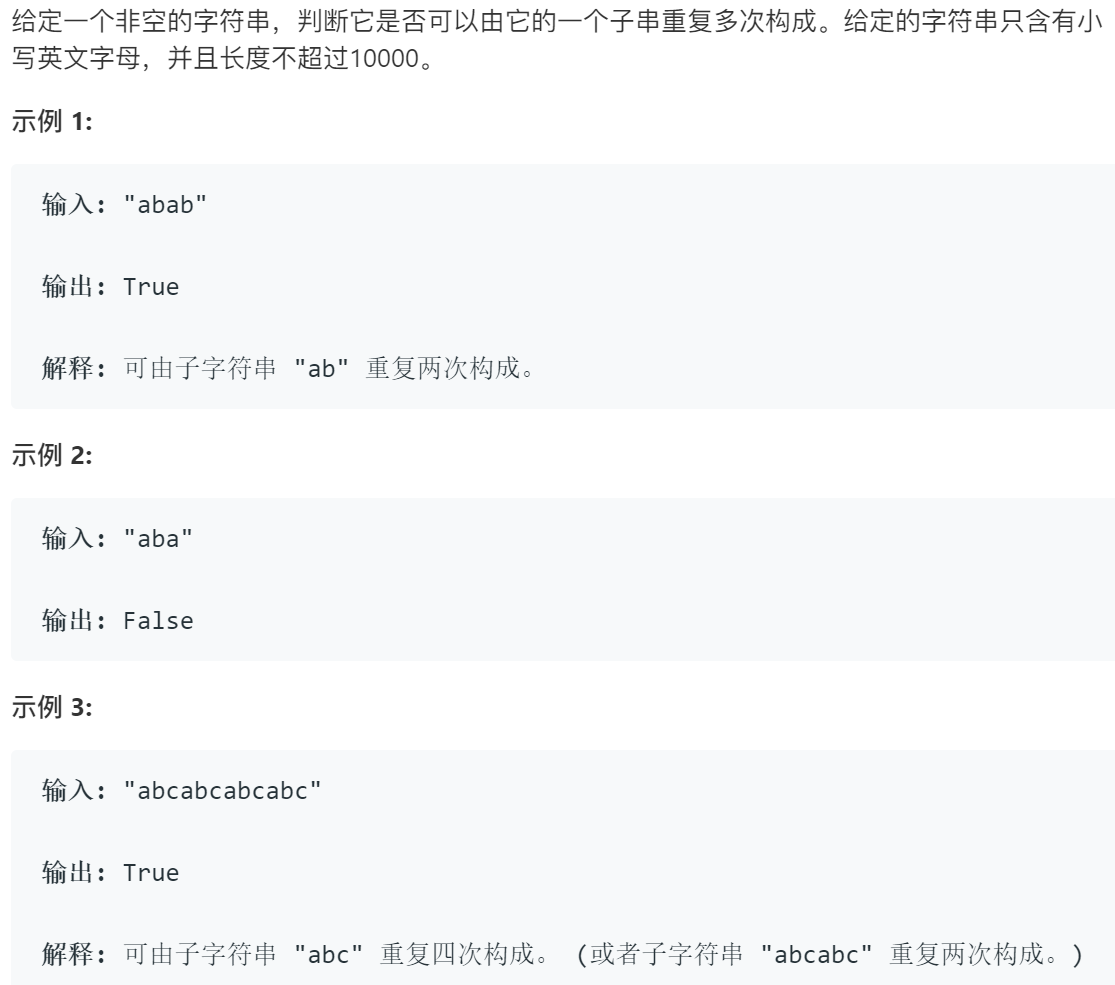 给定一个非空的字符串，判断它是否可以由它的一个子串重复多次构成。给定的字符串只含有小
写英文字母，并且长度不超过10000。
示例 1:
输入: "abab"
输出: True
解释: 可由子字符串 "ab" 重复两次构成。
示例 2:
输入: "aba"
输出: False
示例 3:
输入: "abcabcabcabc"
输出: True
解释: 可由子字符串 "abc" 重复四次构成。 (或者子字符串 "abcabc" 重复两次构成。)